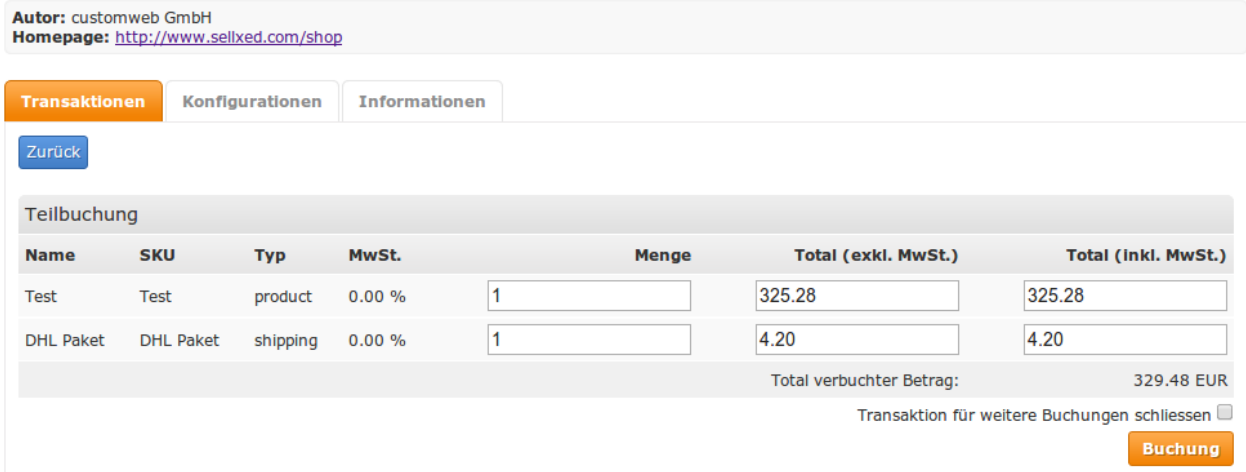 Autor: customweb GmbH
Homepage: http://www.sellxed.com/shop
Transaktionen Konfigurationen Informationen
Zurück
Teilbuchung
Name SKU Typ MwSt. Menge Total (exkl. MwSt.) Total (inkl. MwSt.)
Test Test product 0.00 % 1 325.28 325.28
DHL Paket DHL Paket shipping 0.00 % 1 4.20 4.20
Total verbuchter Betrag: 329.48 EUR
Transaktion für weitere Buchungen schliessen
Buchung